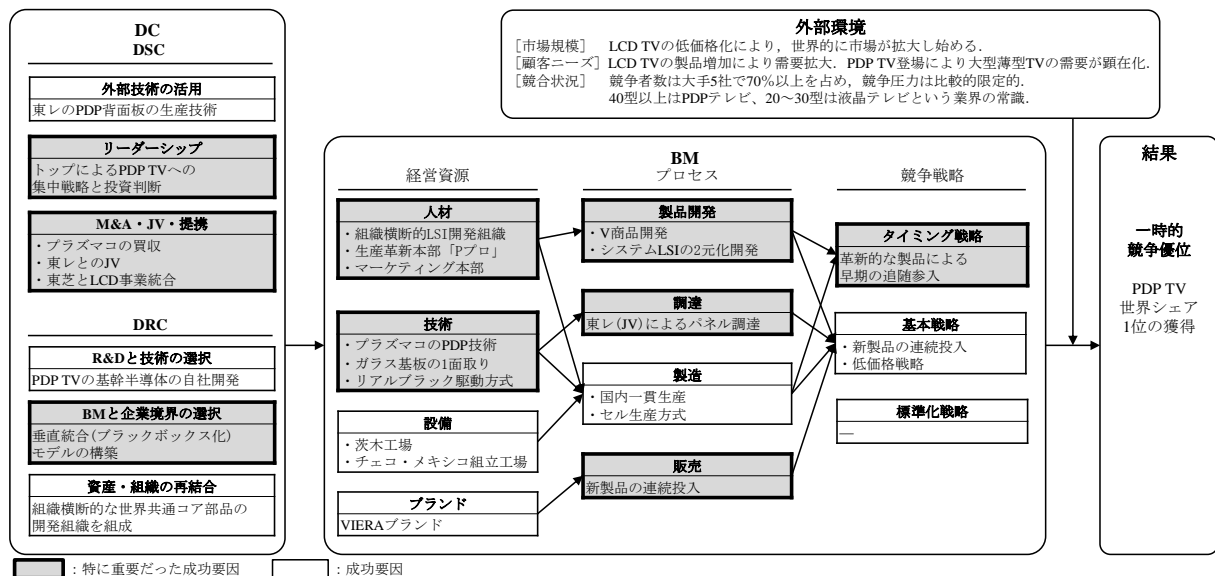 DC
DSC
外部技術の活用
東レのPDP背面板の生産技術
リーダーシップ
トップによるPDP TVへの
集中戦略と投資判断
M&A・JV・提携
・プラズマコの買収
・東レとのJV
・東芝とLCD事業統合
DRC
R&Dと技術の選択
PDP TVの基幹半導体の自社開発
BMと企業境界の選択
垂直統合(ブラックボックス化)
モデルの構築
資産・組織の再結合
組織横断的な世界共通コア部品の
開発組織を組成
外部環境
[市場規模] LCD TVの低価格化により，世界的に市場が拡大し始める．
[顧客ニーズ] LCD TVの製品増加により需要拡大．PDP TV登場により大型薄型TVの需要が顕在化．
[競合状況] 競争者数は大手5社で70%以上を占め，競争圧力は比較的限定的．
40型以上はPDPテレビ、20～30型は液晶テレビという業界の常識．
BM
経営資源
プロセス
競争戦略
人材
・組織横断的LSI開発組織
・生産革新本部「Pプロ」
・マーケティング本部
技術
・プラズマコのPDP技術
・ガラス基板の1面取り
・リアルブラック駆動方式
設備
・茨木工場
・チェコ・メキシコ組立工場
ブランド
VIERAブランド
製品開発
・V商品開発
・システムLSIの2元化開発
調達
東レ(JV)によるパネル調達
製造
・国内一貫生産
・セル生産方式
販売
新製品の連続投入
タイミング戦略
革新的な製品による
早期の追随参入
基本戦略
・新製品の連続投入
・低価格戦略
標準化戦略
―
結果
一時的
競争優位
PDP TV
世界シェア
1位の獲得
：特に重要だった成功要因
：成功要因